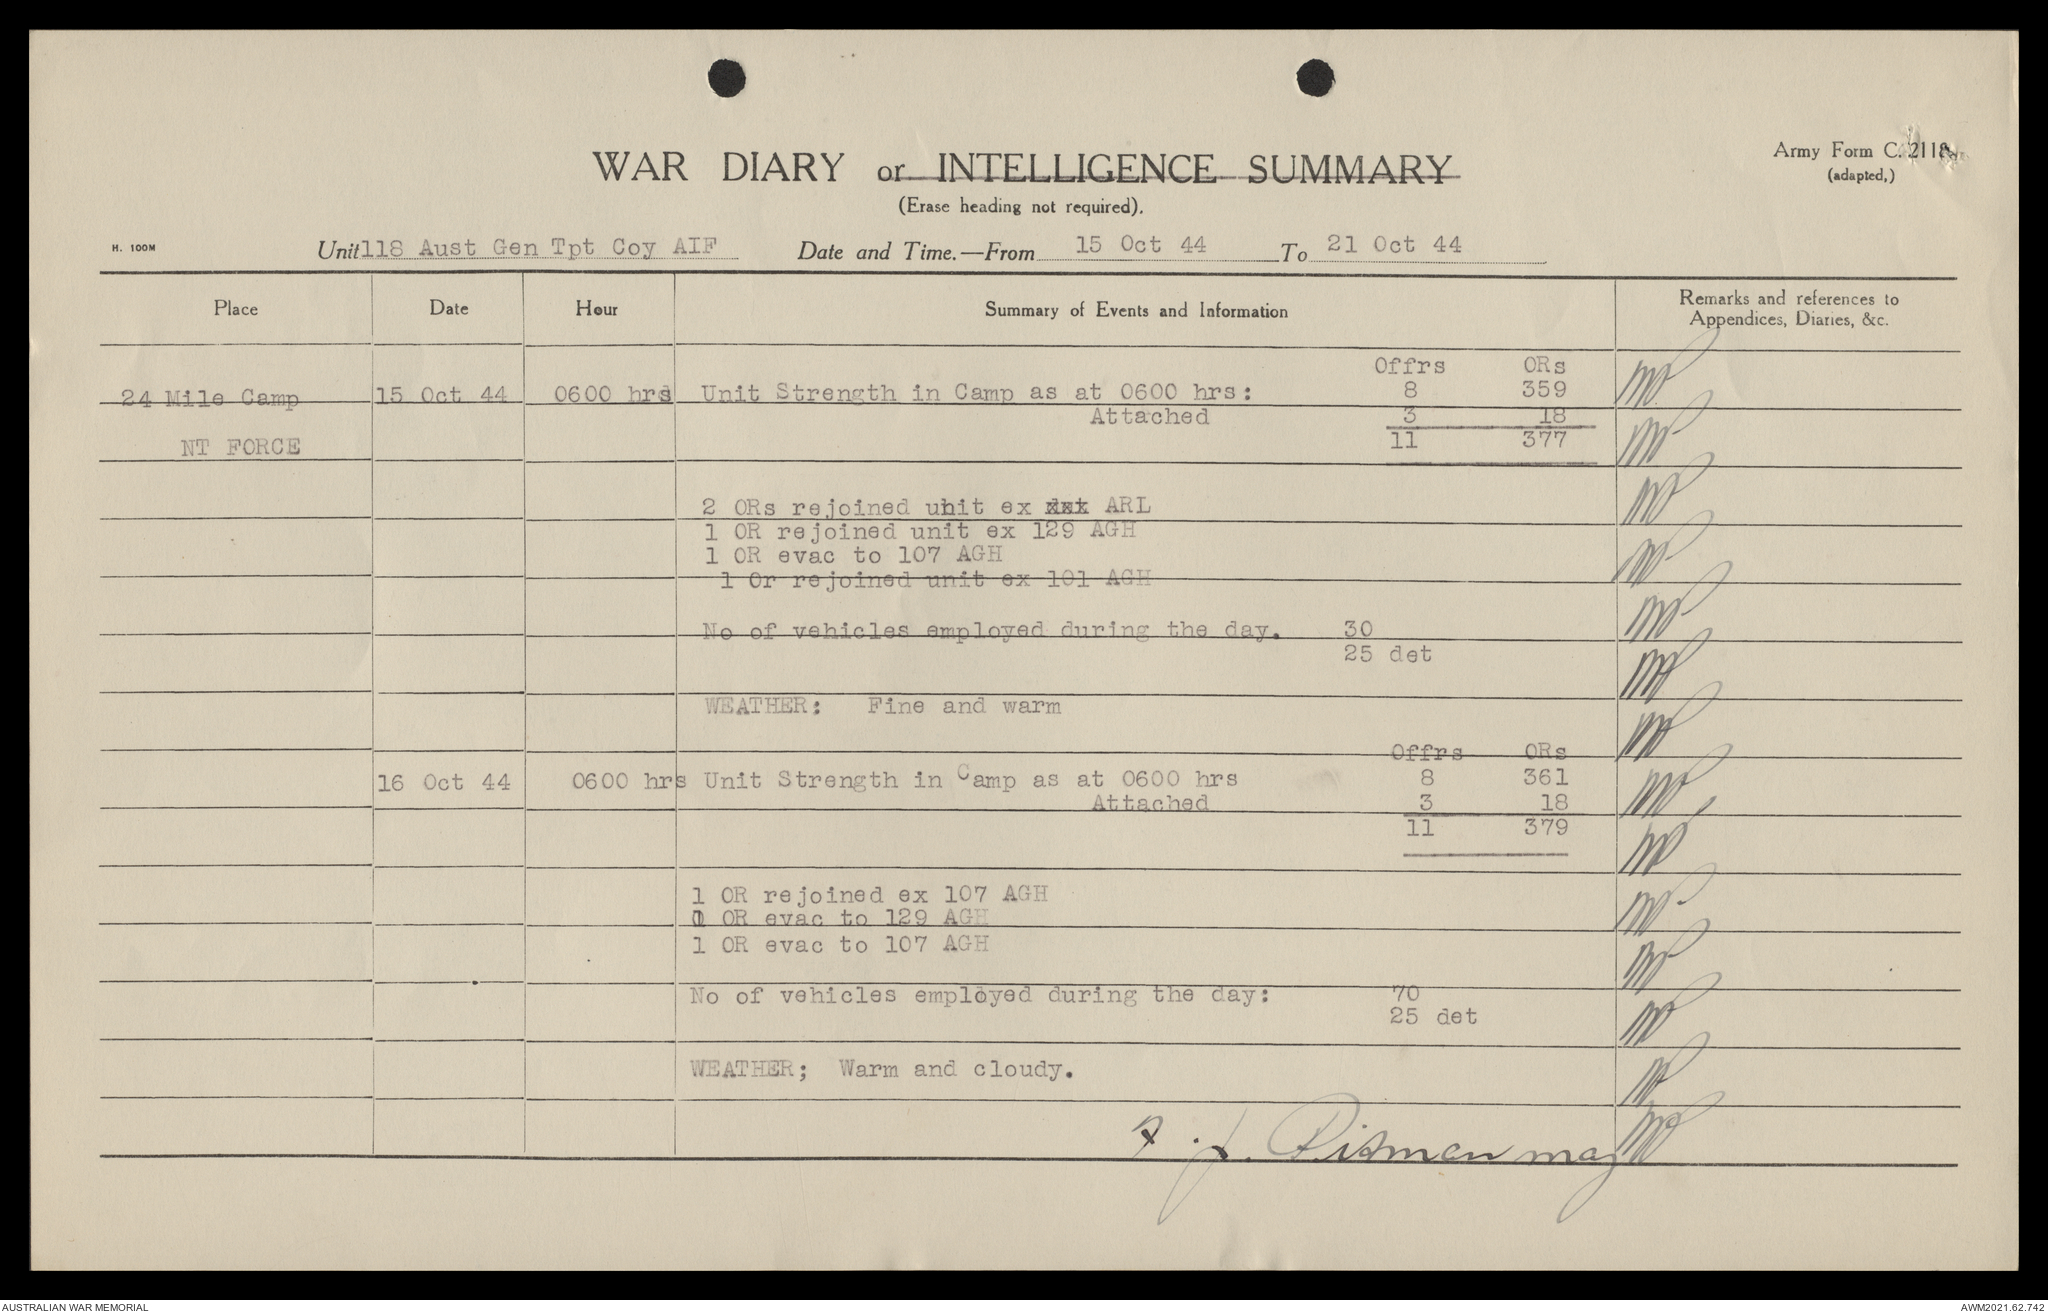 WAR DIARY or INTELLIGENCE SUMMARY
(Erase heading not required).
Army Form C. 2118
(adapted,)
H. 100M
Unit 118 Aust Gen Tpt Coy AIF Date and Time.—From 15 Oct 44 To 21 Oct 44
Place Date Hour Summary of Events and Information Remarks and references to
Appendices, Diaries, &c.
Offrs ORs
24 Mile Camp 15 Oct 44 0600 hrs Unit Strength in Camp as at 0600 hrs: 8 359
Attached 3 18
NT FORCE 11 377
2 ORs rejoined unit ex xxx ARL
1 OR rejoined unit ex 129 AGH
1 OR evac to 107 AGH
1 Or rejoined unit ex 101 AGH
No of vehicles employed during the day. 30
25 det
WEATHER: Fine and warm
Offrs ORs
16 Oct 44 0600 hrs Unit Strength in Camp as at 0600 hrs 8 361
Attached 3 18
11 379
1 OR rejoined ex 107 AGH
1 OR evac to 129 AGH
1 OR evac to 107 AGH
No of vehicles employed during the day: 70
25 det
WEATHER; Warm and cloudy.
Pitman maj
AUSTRALIAN WAR MEMORIAL
AWM2021.62.742